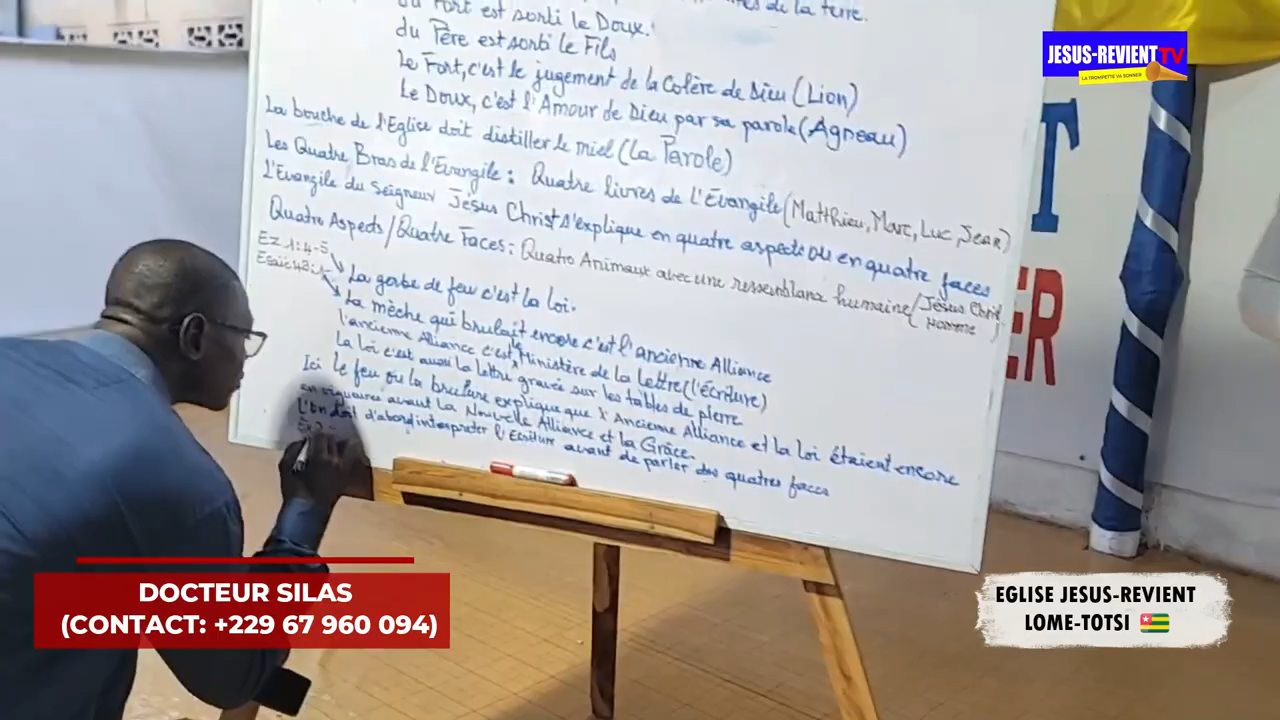 de la terre.
du Fort est sorti le Doux.
du Père est sorti le Fils
Le Fort, c'est le jugement de la Colère de Dieu (Lion)
Le Doux, c'est l'Amour de Dieu par sa parole (Agneau)
La bouche de l'Eglise doit distiller le miel (La Parole)
Les Quatre Bras de l'Evangile : Quatre livres de l'Évangile (Matthieu, Marc, Luc, Jean)
l'Evangile du Seigneur Jésus Christ s'explique en quatre aspects ou en quatre faces
Quatre Aspects / Quatre Faces : Quatre Animaux avec une ressemblance humaine (Jésus Christ
Homme)
Ez 1:4-5
La gerbe de feu c'est la loi.
La mèche qui brulait encore c'est l'ancienne Alliance
l'ancienne Alliance c'est le Ministère de la lettre (l'écriture)
La loi c'est aussi la lettre gravée sur les tables de pierre
Ici le feu ou la brulure explique que l'Ancienne Alliance et la loi étaient encore
en vigueures avant la Nouvelle Alliance et la Grâce.
L'on doit d'abord interpréter l'Ecriture avant de parler des quatres faces
JESUS-REVIENT TV
LA TROMPETTE VA SONNER
T
ER
DOCTEUR SILAS
(CONTACT: +229 67 960 094)
EGLISE JESUS-REVIENT
LOME-TOTSI